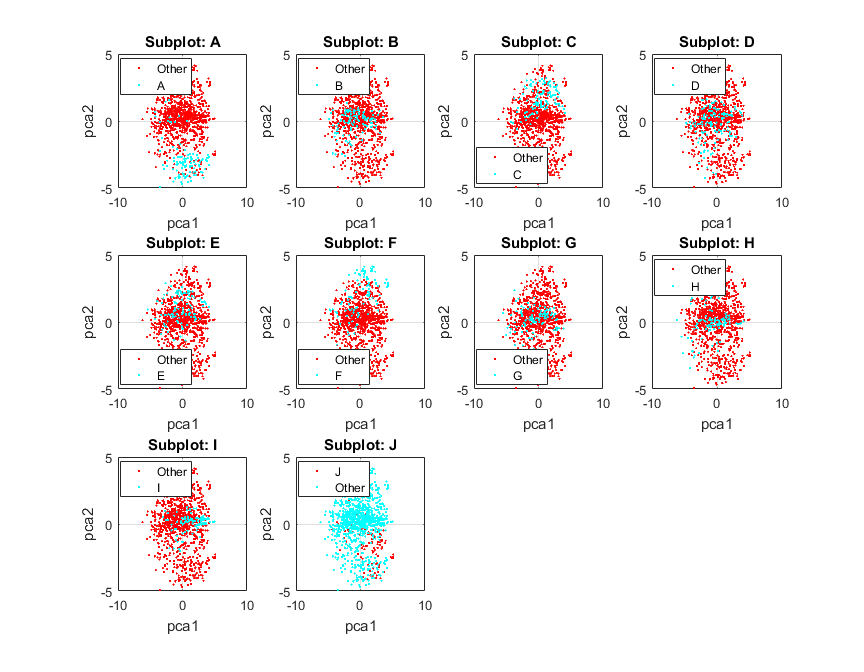 Subplot: A
5
0
-5
-10
0
10
pca2
pca1
Other
A
Subplot: B
5
0
-5
-10
0
10
pca2
pca1
Other
B
Subplot: C
5
0
-5
-10
0
10
pca2
pca1
Other
C
Subplot: D
5
0
-5
-10
0
10
pca2
pca1
Other
D
Subplot: E
5
0
-5
-10
0
10
pca2
pca1
Other
E
Subplot: F
5
0
-5
-10
0
10
pca2
pca1
Other
F
Subplot: G
5
0
-5
-10
0
10
pca2
pca1
Other
G
Subplot: H
5
0
-5
-10
0
10
pca2
pca1
Other
H
Subplot: I
5
0
-5
-10
0
10
pca2
pca1
Other
I
Subplot: J
5
0
-5
-10
0
10
pca2
pca1
J
Other